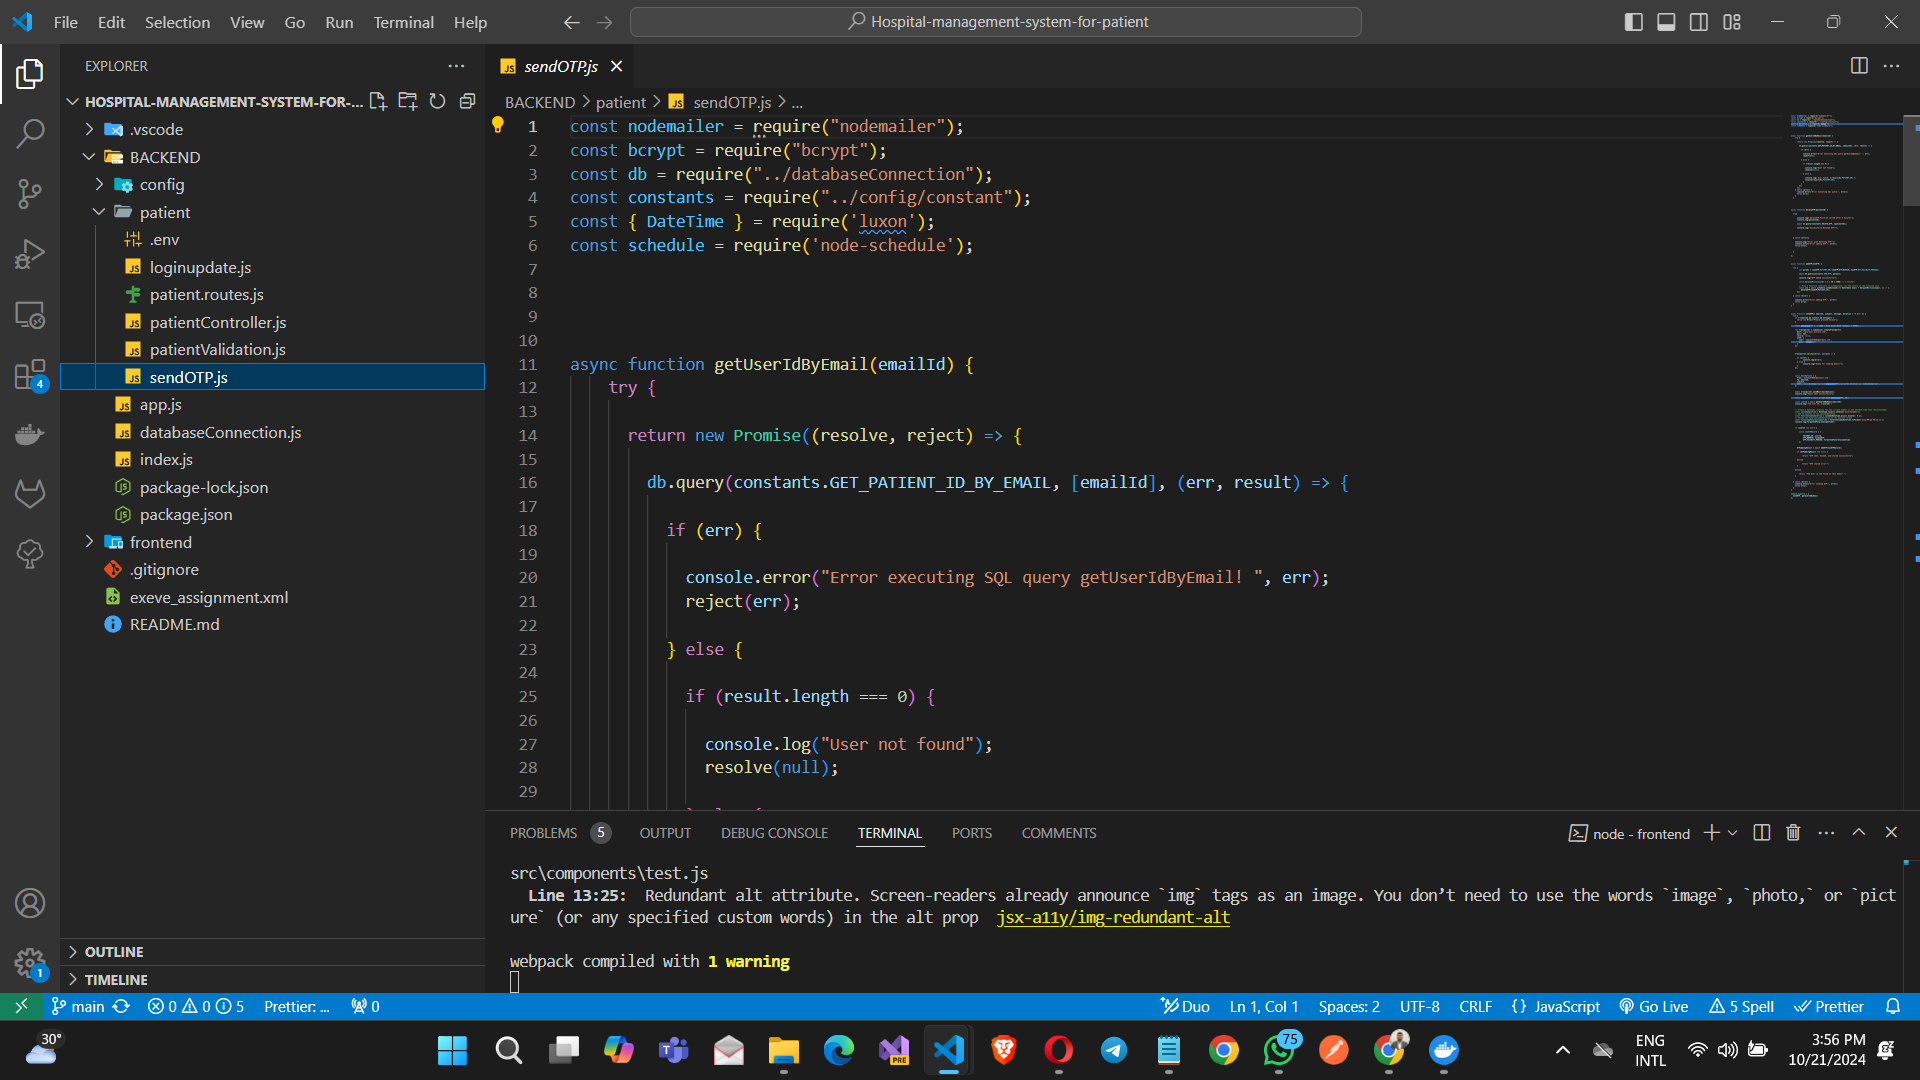 File Edit Selection View Go Run Terminal Help
Hospital-management-system-for-patient
EXPLORER
HOSPITAL-MANAGEMENT-SYSTEM-FOR-...
.vscode
BACKEND
config
patient
.env
loginupdate.js
patient.routes.js
patientController.js
patientValidation.js
sendOTP.js
app.js
databaseConnection.js
index.js
package-lock.json
package.json
frontend
.gitignore
exeve_assignment.xml
README.md
OUTLINE
TIMELINE
4
1
sendOTP.js
BACKEND > patient > JS sendOTP.js > ...
1 const nodemailer = require("nodemailer");
2 const bcrypt = require("bcrypt");
3 const db = require("../databaseConnection");
4 const constants = require("../config/constant");
5 const { DateTime } = require('luxon');
6 const schedule = require('node-schedule');
7
8
9
10
11 async function getUserIdByEmail(emailId) {
12 try {
13
14 return new Promise((resolve, reject) => {
15
16 db.query(constants.GET_PATIENT_ID_BY_EMAIL, [emailId], (err, result) => {
17
18 if (err) {
19
20 console.error("Error executing SQL query getUserIdByEmail! ", err);
21 reject(err);
22
23 } else {
24
25 if (result.length === 0) {
26
27 console.log("User not found");
28 resolve(null);
29
PROBLEMS 5 OUTPUT DEBUG CONSOLE TERMINAL PORTS COMMENTS
node - frontend
src\components\test.js
Line 13:25: Redundant alt attribute. Screen-readers already announce `img` tags as an image. You don’t need to use the words `image`, `photo,` or `pict
ure` (or any specified custom words) in the alt prop jsx-a11y/img-redundant-alt
webpack compiled with 1 warning
main 0 0 5 Prettier: ... 0
Duo Ln 1, Col 1 Spaces: 2 UTF-8 CRLF {} JavaScript Go Live 5 Spell Prettier
30°
PRE
75
ENG
INTL
3:56 PM
10/21/2024